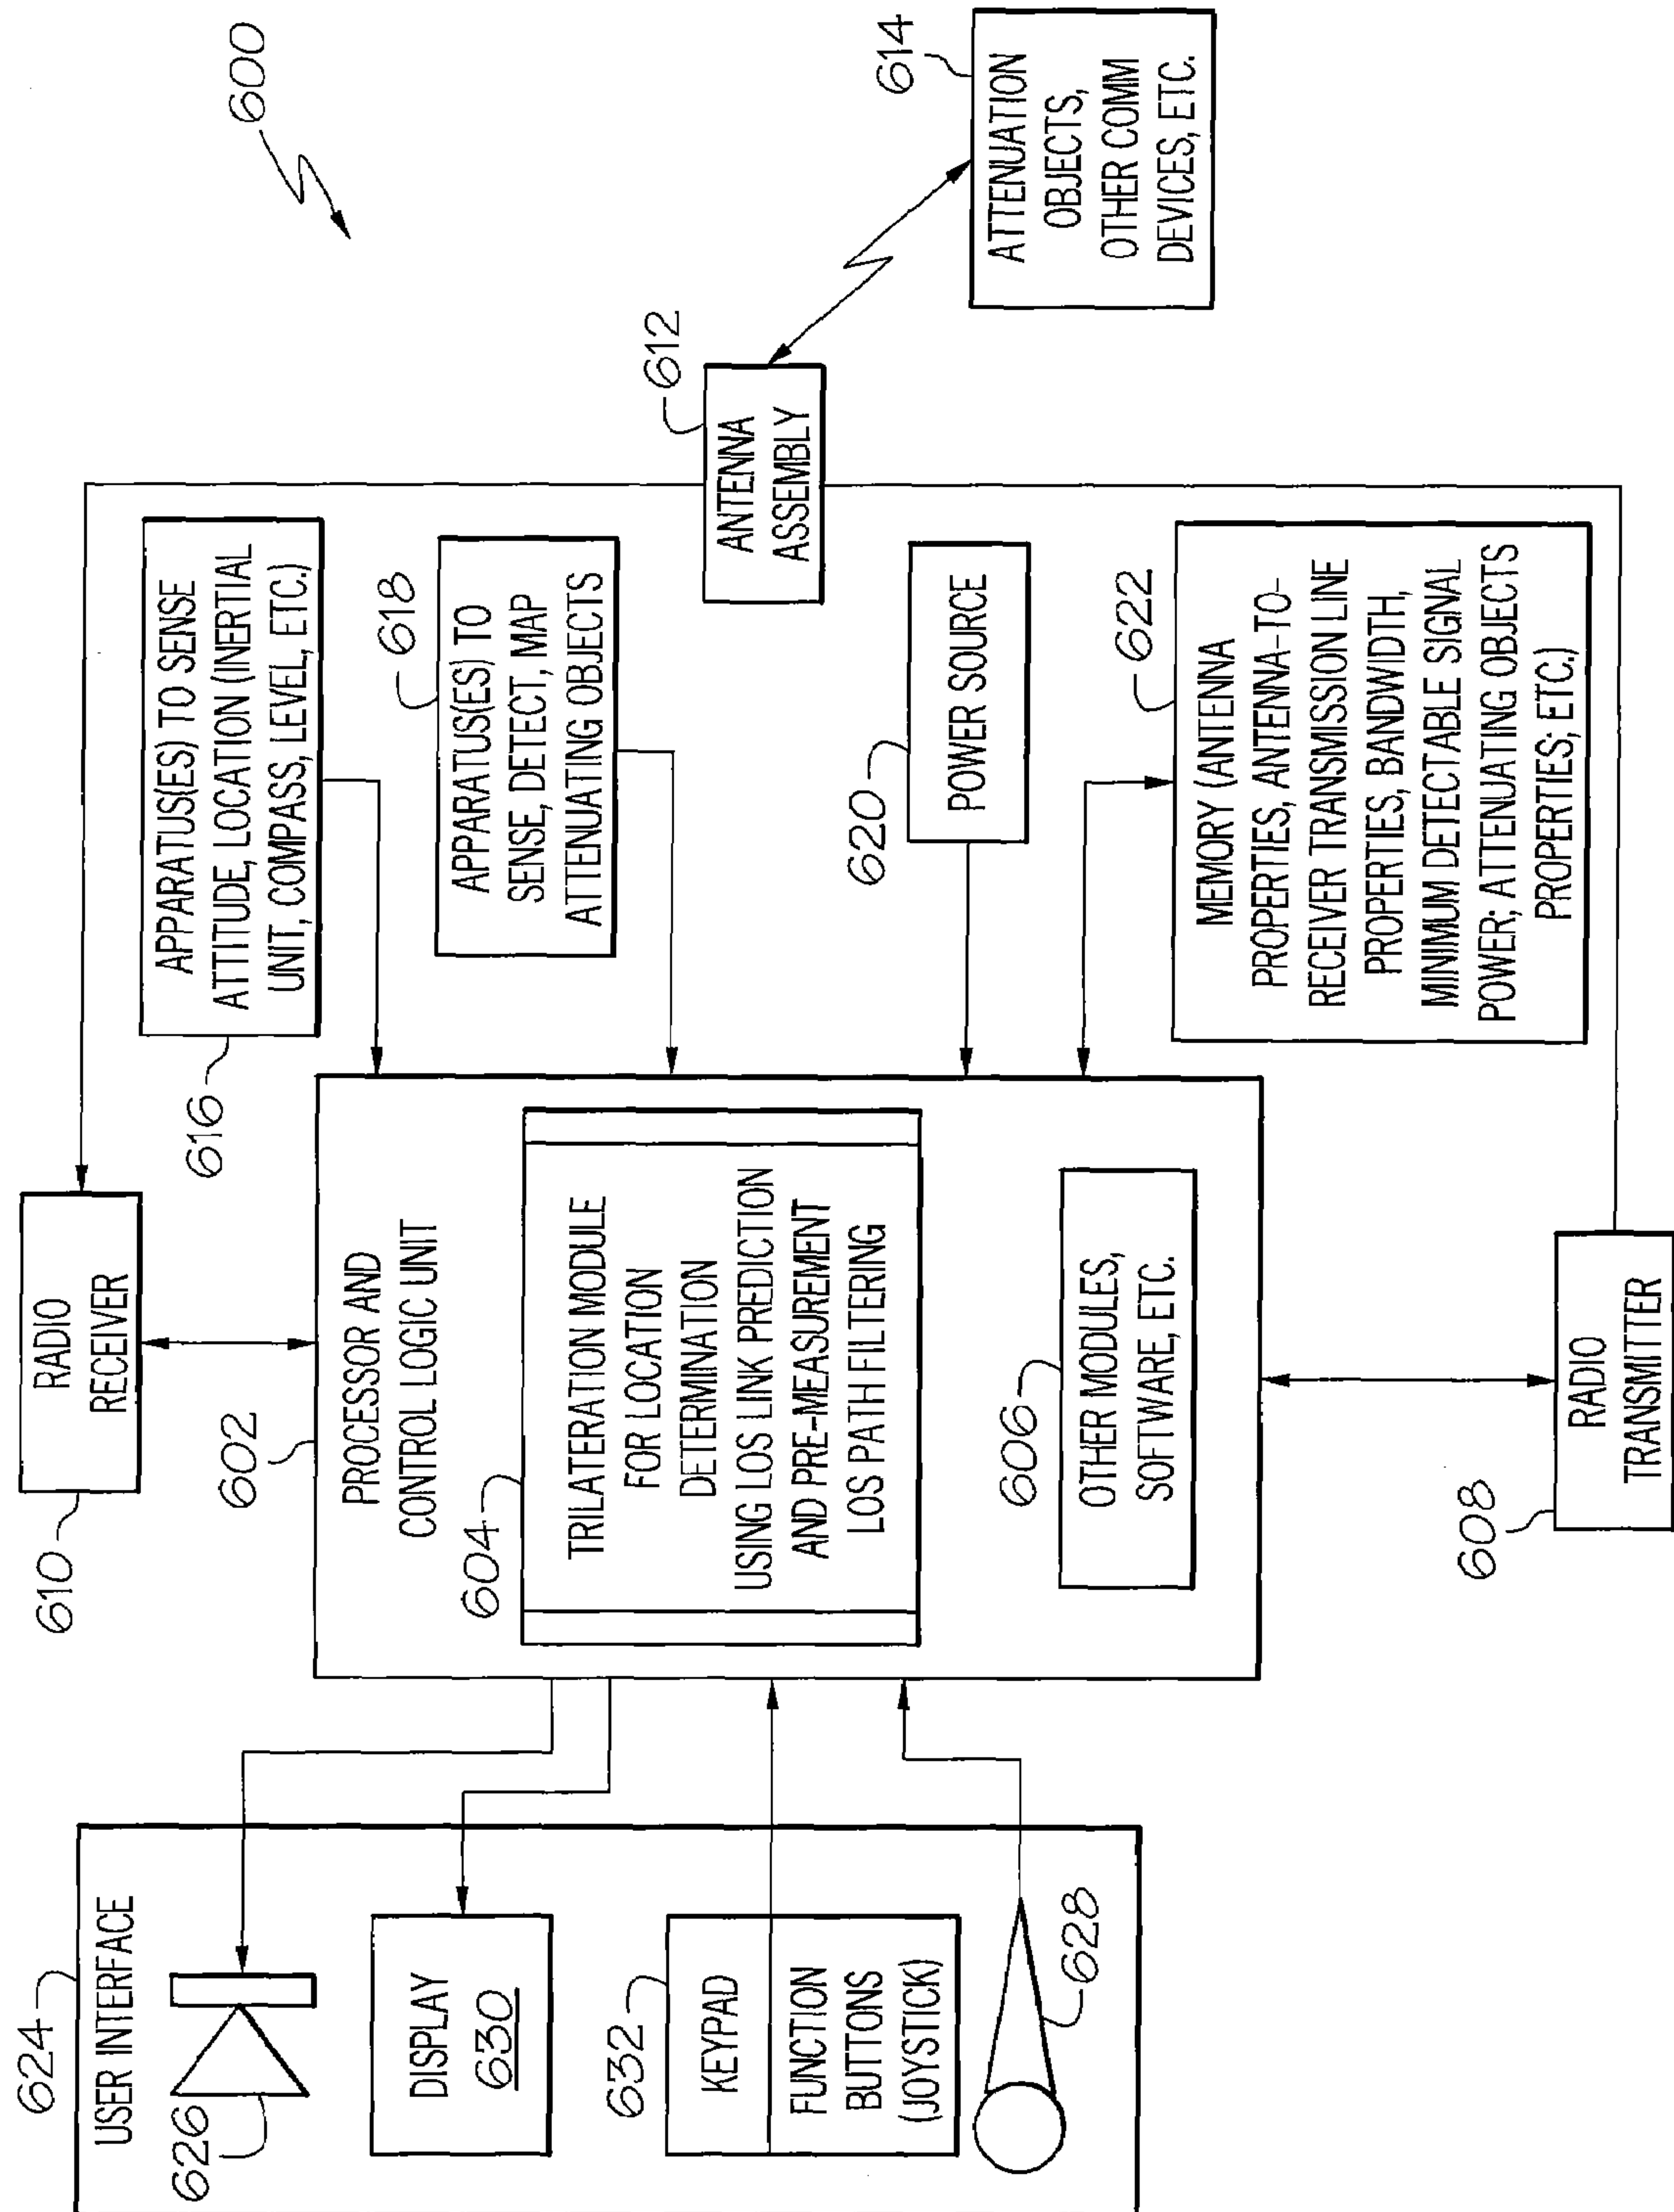 600
624
USER INTERFACE
626
DISPLAY
630
632
KEYPAD
FUNCTION
BUTTONS
(JOYSTICK)
628
610
RADIO
RECEIVER
602
PROCESSOR AND
CONTROL LOGIC UNIT
604
TRILATERATION MODULE
FOR LOCATION
DETERMINATION
USING LOS LINK PREDICTION
AND PRE-MEASUREMENT
LOS PATH FILTERING
606
OTHER MODULES,
SOFTWARE, ETC.
608
RADIO
TRANSMITTER
616
APPARATUS(ES) TO SENSE
ATTITUDE, LOCATION (INERTIAL
UNIT, COMPASS, LEVEL, ETC.)
618
APPARATUS(ES) TO
SENSE, DETECT, MAP
ATTENUATING OBJECTS
620
POWER SOURCE
622
MEMORY (ANTENNA
PROPERTIES, ANTENNA-TO-
RECEIVER TRANSMISSION LINE
PROPERTIES, BANDWIDTH,
MINIMUM DETECTABLE SIGNAL
POWER; ATTENUATING OBJECTS
PROPERTIES; ETC.)
612
ANTENNA
ASSEMBLY
614
ATTENUATION
OBJECTS,
OTHER COMM
DEVICES, ETC.